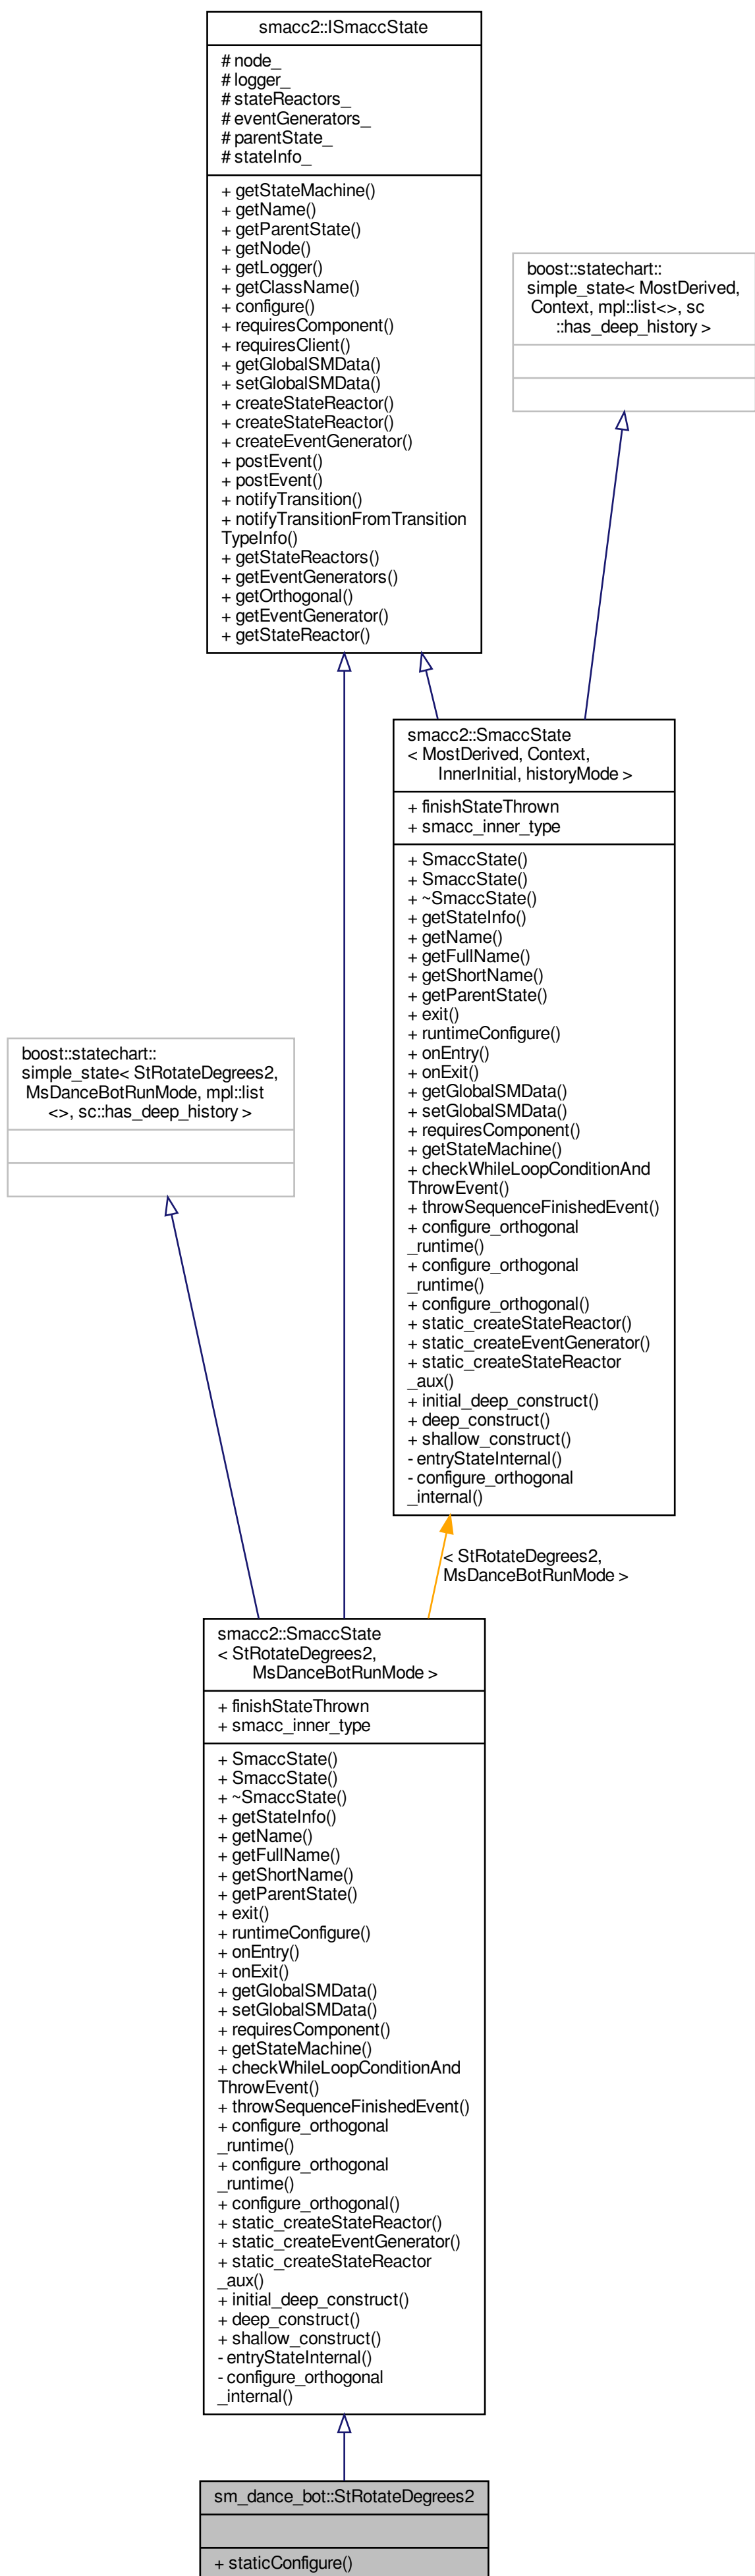 smacc2::ISmaccState
# node_
# logger_
# stateReactors_
# eventGenerators_
# parentState_
# stateInfo_
+ getStateMachine()
+ getName()
+ getParentState()
+ getNode()
+ getLogger()
+ getClassName()
+ configure()
+ requiresComponent()
+ requiresClient()
+ getGlobalSMData()
+ setGlobalSMData()
+ createStateReactor()
+ createStateReactor()
+ createEventGenerator()
+ postEvent()
+ postEvent()
+ notifyTransition()
+ notifyTransitionFromTransition
TypeInfo()
+ getStateReactors()
+ getEventGenerators()
+ getOrthogonal()
+ getEventGenerator()
+ getStateReactor()
boost::statechart::
simple_state< MostDerived,
Context, mpl::list<>, sc
::has_deep_history >
smacc2::SmaccState
< MostDerived, Context,
InnerInitial, historyMode >
+ finishStateThrown
+ smacc_inner_type
+ SmaccState()
+ SmaccState()
+ ~SmaccState()
+ getStateInfo()
+ getName()
+ getFullName()
+ getShortName()
+ getParentState()
+ exit()
+ runtimeConfigure()
+ onEntry()
+ onExit()
+ getGlobalSMData()
+ setGlobalSMData()
+ requiresComponent()
+ getStateMachine()
+ checkWhileLoopConditionAnd
ThrowEvent()
+ throwSequenceFinishedEvent()
+ configure_orthogonal
_runtime()
+ configure_orthogonal
_runtime()
+ configure_orthogonal()
+ static_createStateReactor()
+ static_createEventGenerator()
+ static_createStateReactor
_aux()
+ initial_deep_construct()
+ deep_construct()
+ shallow_construct()
- entryStateInternal()
- configure_orthogonal
_internal()
boost::statechart::
simple_state< StRotateDegrees2,
MsDanceBotRunMode, mpl::list
<>, sc::has_deep_history >
< StRotateDegrees2,
MsDanceBotRunMode >
smacc2::SmaccState
< StRotateDegrees2,
MsDanceBotRunMode >
+ finishStateThrown
+ smacc_inner_type
+ SmaccState()
+ SmaccState()
+ ~SmaccState()
+ getStateInfo()
+ getName()
+ getFullName()
+ getShortName()
+ getParentState()
+ exit()
+ runtimeConfigure()
+ onEntry()
+ onExit()
+ getGlobalSMData()
+ setGlobalSMData()
+ requiresComponent()
+ getStateMachine()
+ checkWhileLoopConditionAnd
ThrowEvent()
+ throwSequenceFinishedEvent()
+ configure_orthogonal
_runtime()
+ configure_orthogonal
_runtime()
+ configure_orthogonal()
+ static_createStateReactor()
+ static_createEventGenerator()
+ static_createStateReactor
_aux()
+ initial_deep_construct()
+ deep_construct()
+ shallow_construct()
- entryStateInternal()
- configure_orthogonal
_internal()
sm_dance_bot::StRotateDegrees2
+ staticConfigure()